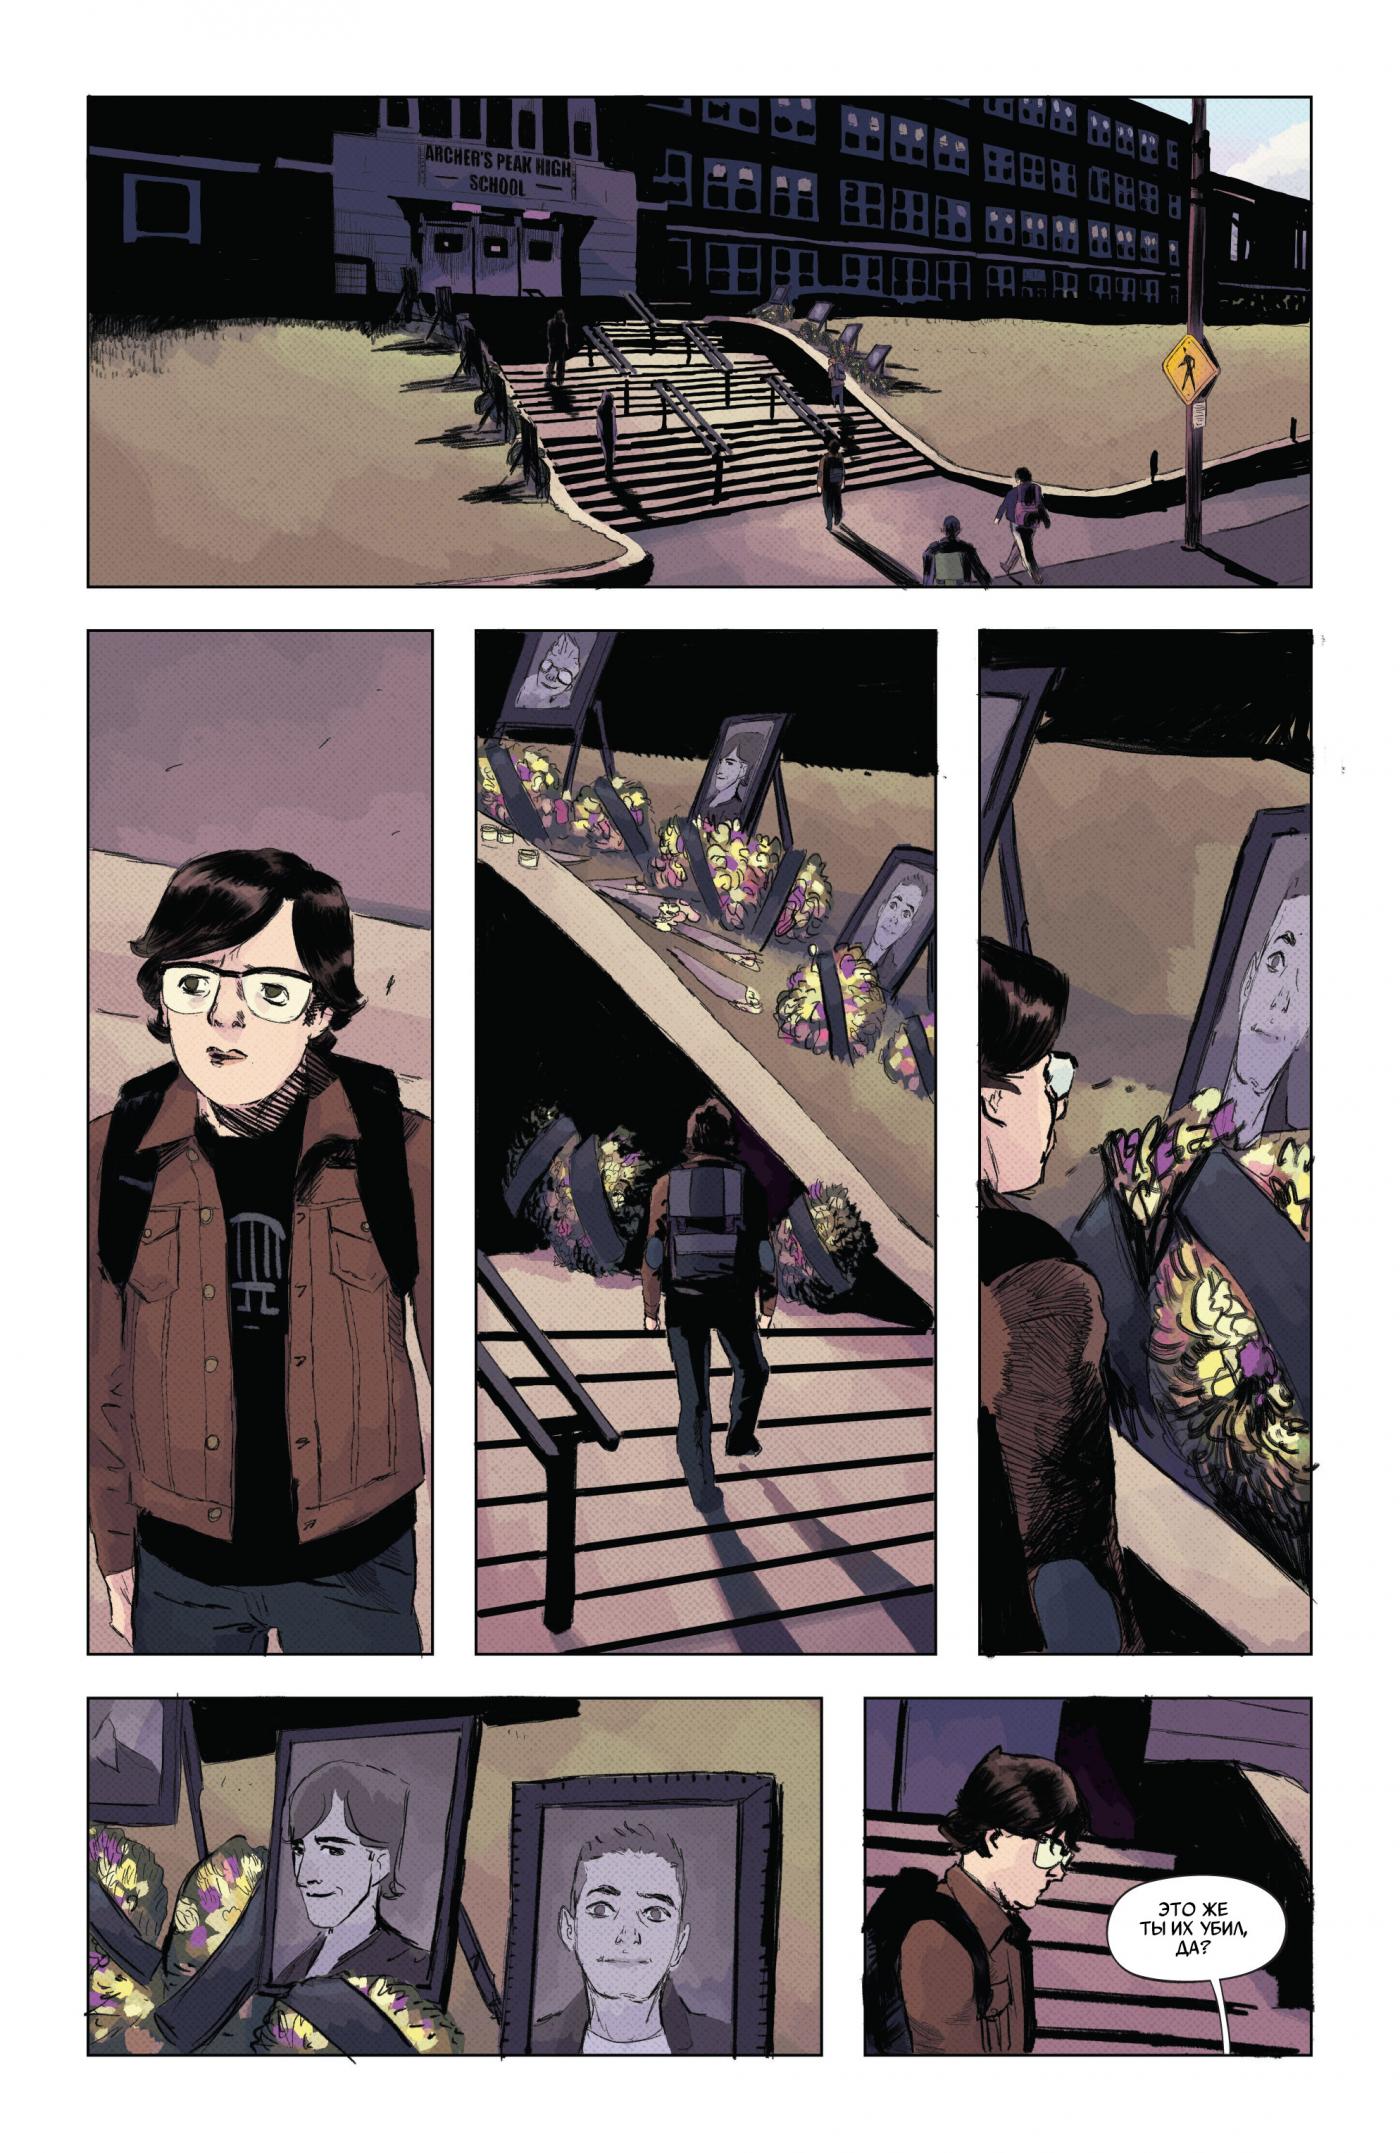 ARCHER'S PEAK HIGH
SCHOOL
ЭТО ЖЕ
ТЫ ИХ УБИЛ,
ДА?